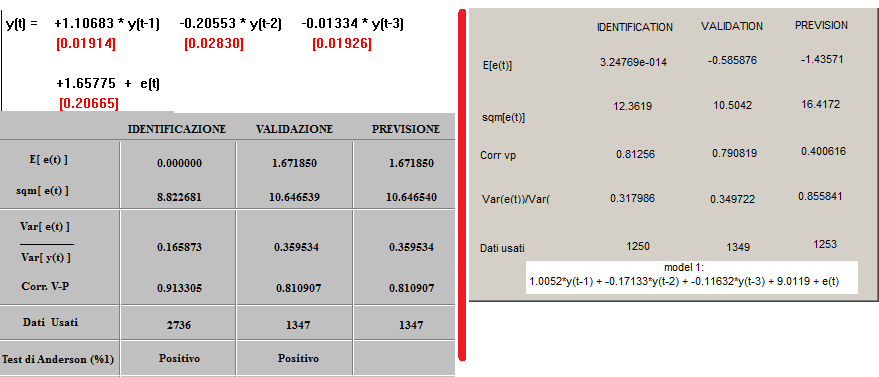 y(t) = +1.10683 * y(t-1) -0.20553 * y(t-2) -0.01334 * y(t-3)
[0.01914] [0.02830] [0.01926]
+1.65775 + e(t)
[0.20665]
IDENTIFICAZIONE VALIDAZIONE PREVISIONE
E[ e(t) ] 0.000000 1.671850 1.671850
sqm[ e(t) ] 8.822681 10.646539 10.646540
Var[ e(t) ]
0.165873 0.359534 0.359534
Var[ y(t) ]
Corr. V-P 0.913305 0.810907 0.810907
Dati Usati 2736 1347 1347
Test di Anderson (%1) Positivo Positivo
IDENTIFICATION VALIDATION PREVISION
E[e(t)] 3.24769e-014 -0.585876 -1.43571
sqm[e(t)] 12.3619 10.5042 16.4172
Corr vp 0.81256 0.790819 0.400616
Var(e(t))/Var( 0.317986 0.349722 0.855841
Dati usati 1250 1349 1253
model 1:
1.0052*y(t-1) + -0.17133*y(t-2) + -0.11632*y(t-3) + 9.0119 + e(t)